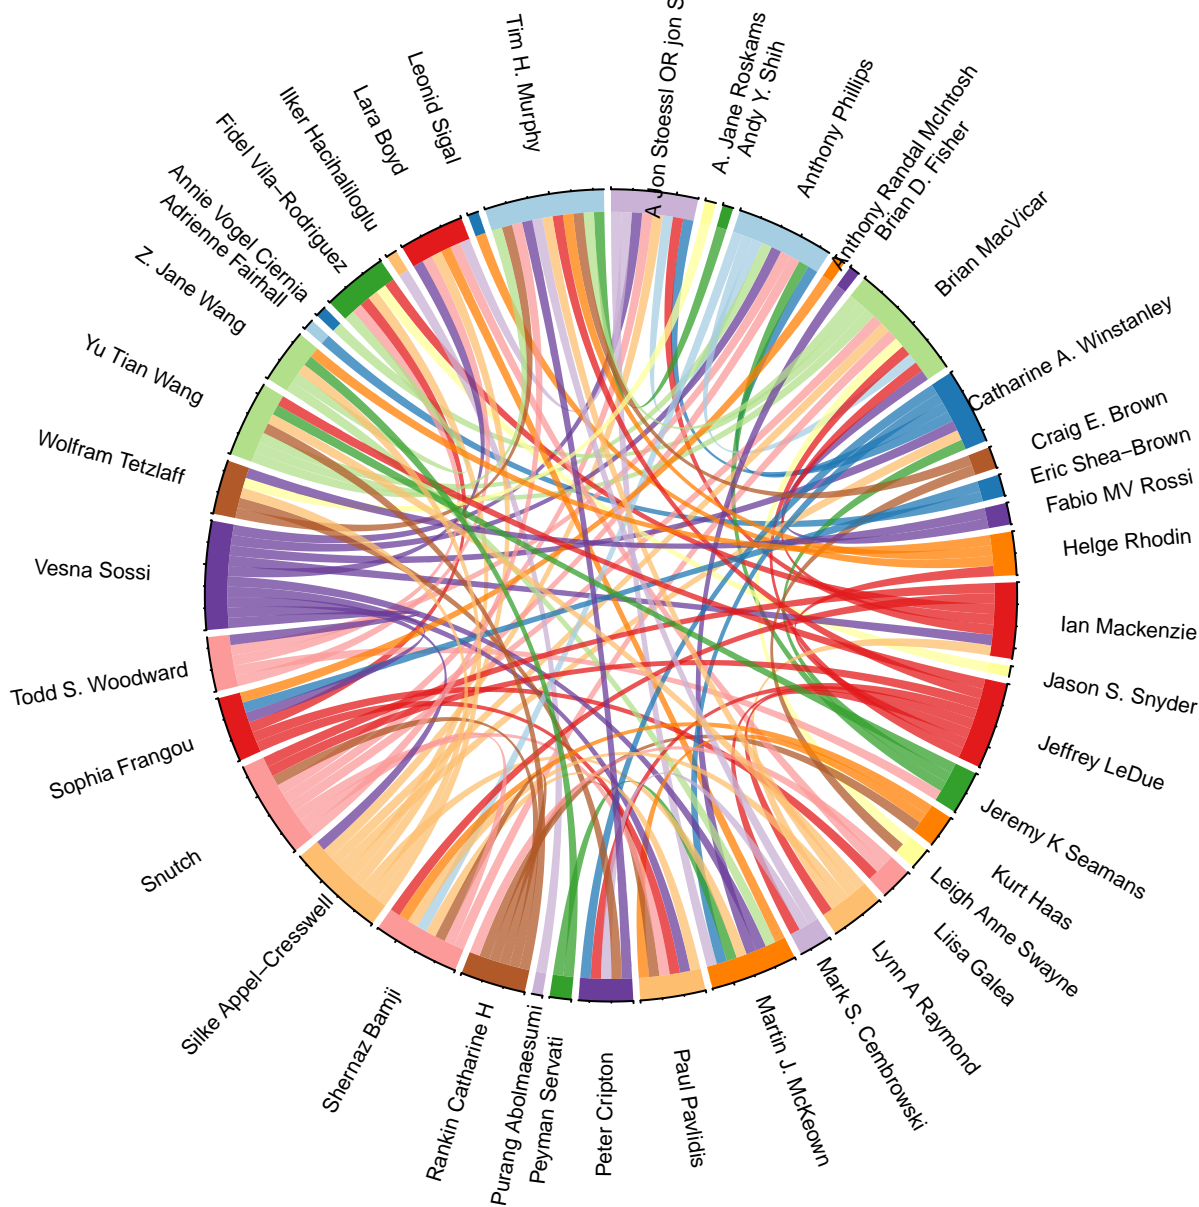 A Jon Stoessl OR jon S
A. Jane Roskams
Andy Y. Shih
Anthony Phillips
Anthony Randal McIntosh
Brian D. Fisher
Brian MacVicar
Catharine A. Winstanley
Craig E. Brown
Eric Shea–Brown
Fabio MV Rossi
Helge Rhodin
Ian Mackenzie
Jason S. Snyder
Jeffrey LeDue
Jeremy K Seamans
Kurt Haas
Leigh Anne Swayne
Liisa Galea
Lynn A Raymond
Mark S. Cembrowski
Martin J. McKeown
Paul Pavlidis
Peter Cripton
Peyman Servati
Purang Abolmaesumi
Rankin Catharine H
Shernaz Bamji
Silke Appel–Cresswell
Snutch
Sophia Frangou
Todd S. Woodward
Vesna Sossi
Wolfram Tetzlaff
Yu Tian Wang
Z. Jane Wang
Adrienne Fairhall
Annie Vogel Ciernia
Fidel Vila–Rodriguez
Ilker Hacihaliloglu
Lara Boyd
Leonid Sigal
Tim H. Murphy